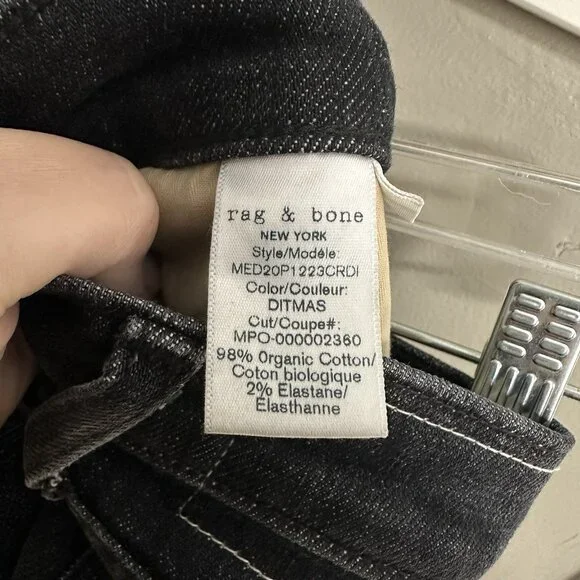 rag & bone
NEW YORK
Style/Modèle:
MED20P1223CRDI
Color/Couleur:
DITMAS
Cut/Coupe#:
MPO-000002360
98% Organic Cotton/
Coton biologique
2% Elastane/
Elasthanne